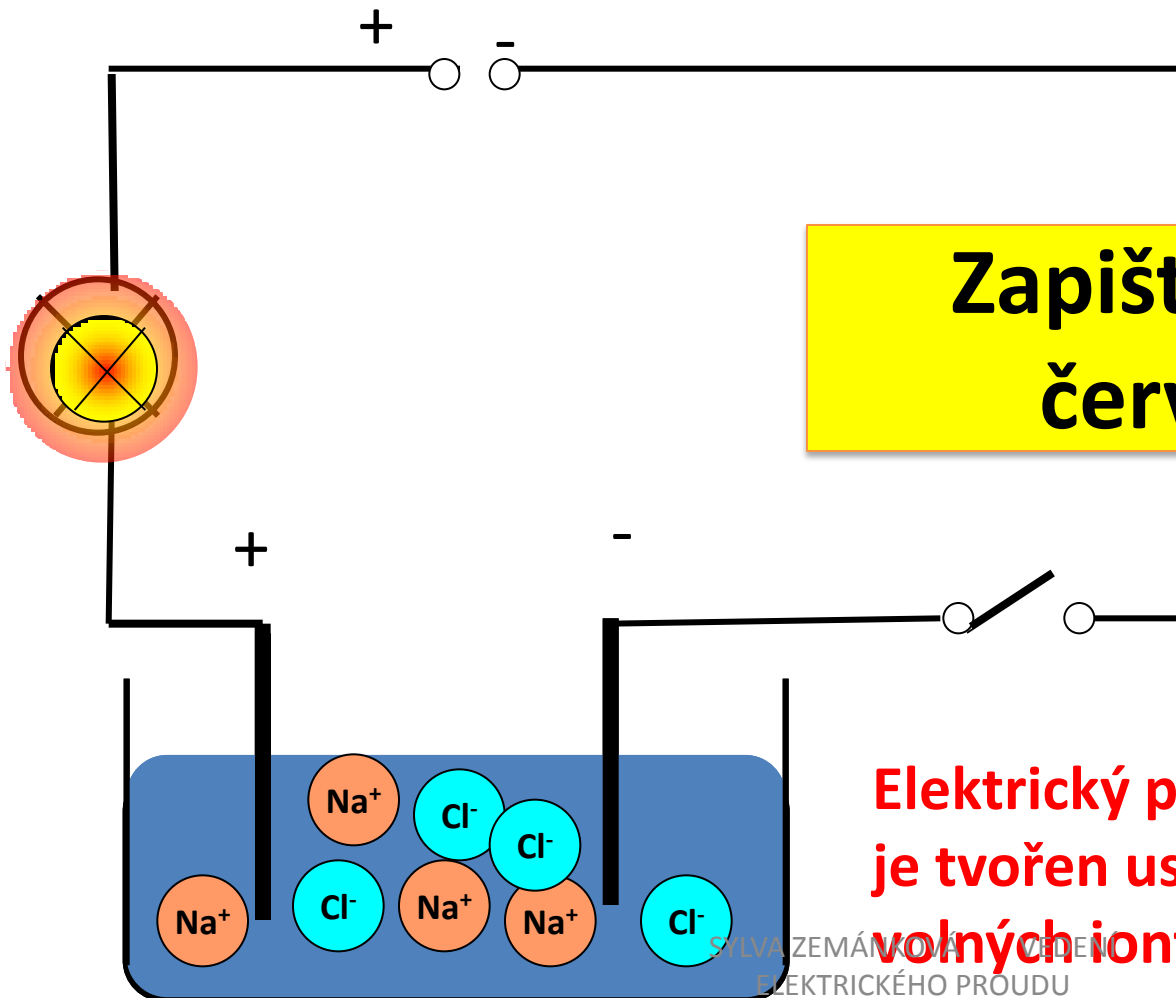 + -
Zapišt
červ
+ -
Na⁺ Cl⁻
Cl⁻
Na⁺ Cl⁻ Na⁺ Na⁺ Cl⁻
Elektrický p
je tvořen us
volných iont
SYLVA ZEMÁNKOVÁ VEDENÍ
ELEKTRICKÉHO PROUDU